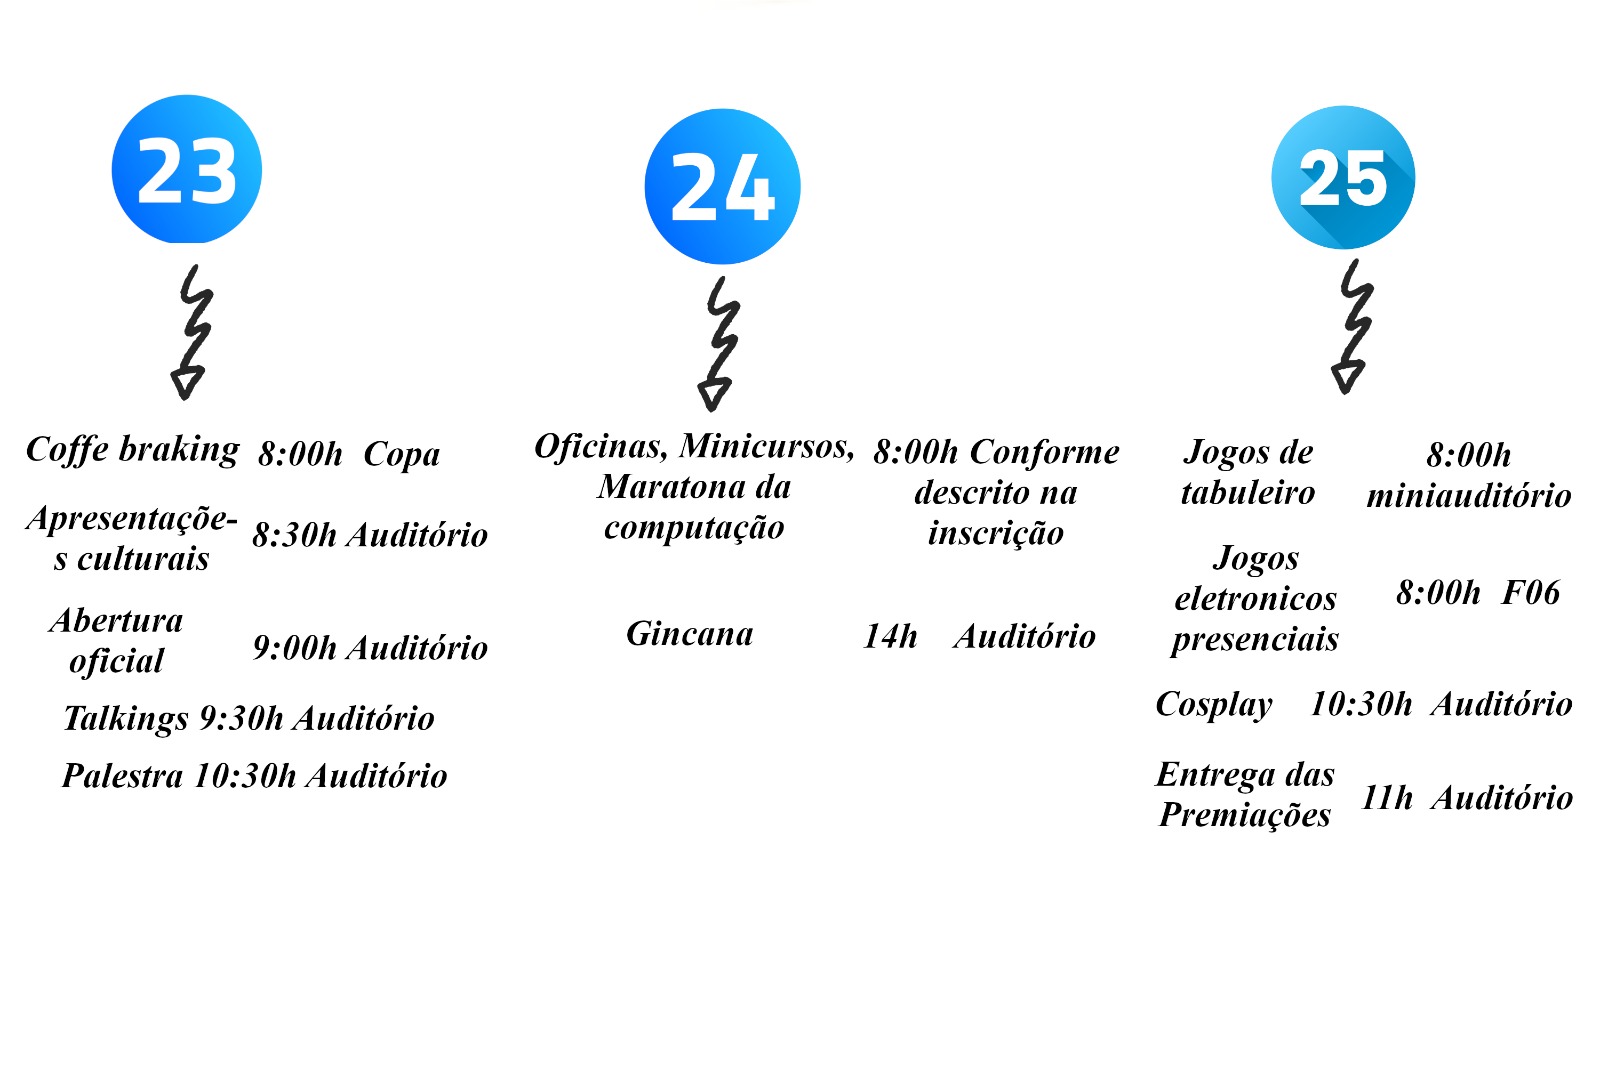 23
Coffe braking 8:00h Copa
Apresentaçõe-
s culturais
8:30h Auditório
Abertura
oficial
9:00h Auditório
Talkings 9:30h Auditório
Palestra 10:30h Auditório
24
Oficinas, Minicursos,
Maratona da
computação
8:00h Conforme
descrito na
inscrição
Gincana 14h Auditório
25
Jogos de
tabuleiro
8:00h
miniauditório
Jogos
eletronicos
presenciais
8:00h F06
Cosplay 10:30h Auditório
Entrega das
Premiações
11h Auditório